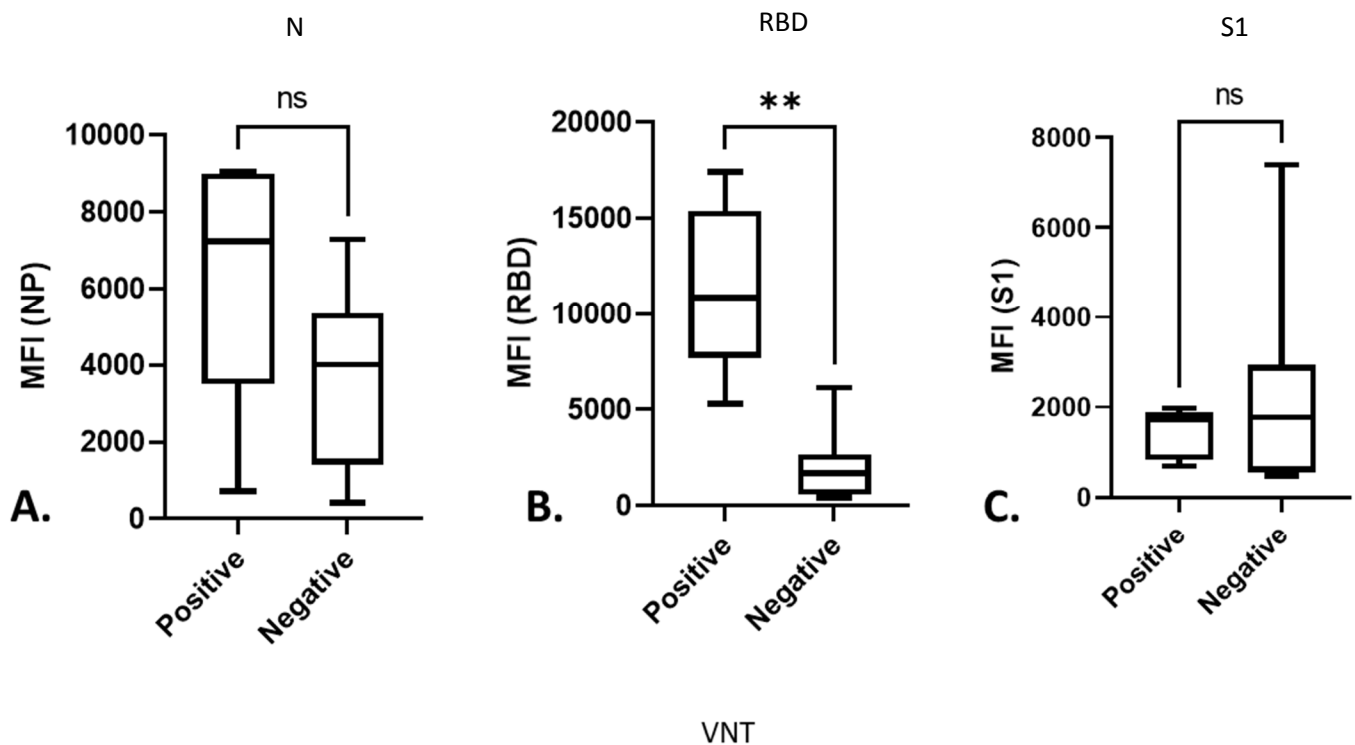 N
ns
10000
8000
6000
4000
2000
0
MFI (NP)
A.
Positive
Negative
RBD
**
20000
15000
10000
5000
0
MFI (RBD)
B.
Positive
Negative
S1
ns
8000
6000
4000
2000
0
MFI (S1)
C.
Positive
Negative
VNT